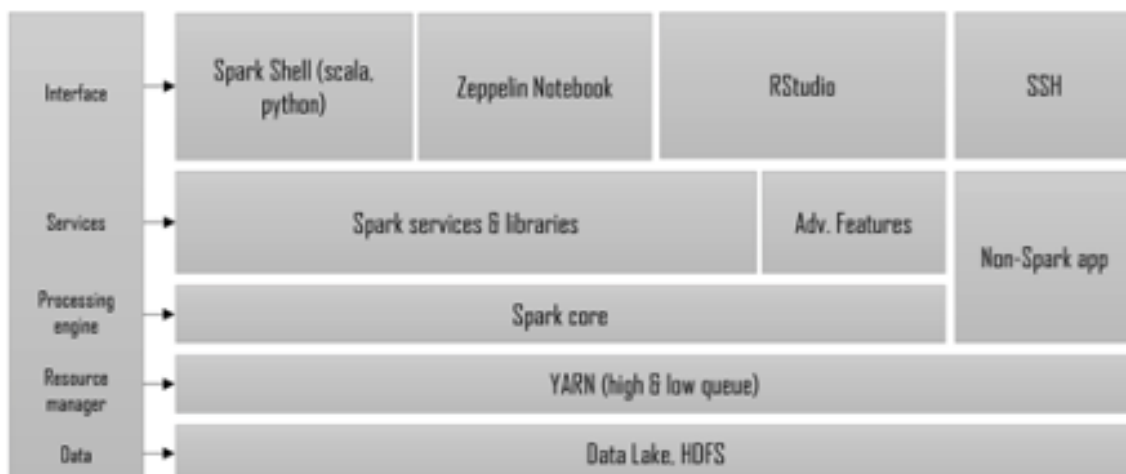 Interface
Spark Shell (scala,
python)
Zeppelin Notebook
RStudio
SSH
Services
Spark services & libraries
Adv. Features
Non-Spark app
Processing
engine
Spark core
Resource
manager
YARN (high & low queue)
Data
Data Lake, HDFS